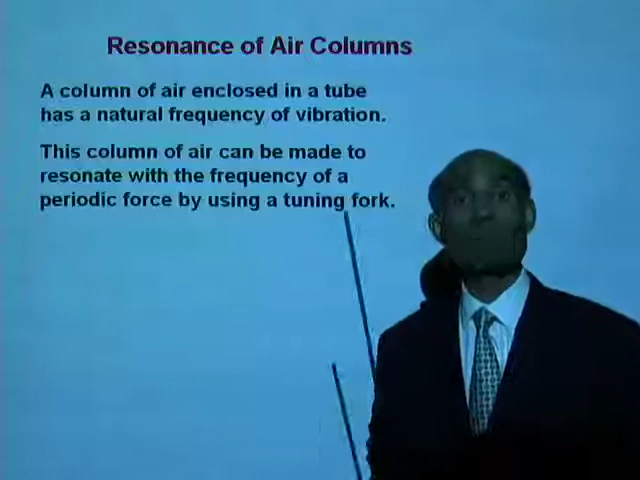 Resonance of Air Columns
A column of air enclosed in a tube
has a natural frequency of vibration.
This column of air can be made to
resonate with the frequency of a
periodic force by using a tuning fork.